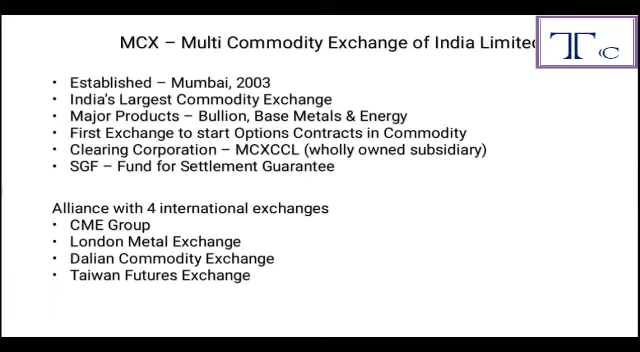 MCX – Multi Commodity Exchange of India Limited
TTC
• Established – Mumbai, 2003
• India's Largest Commodity Exchange
• Major Products – Bullion, Base Metals & Energy
• First Exchange to start Options Contracts in Commodity
• Clearing Corporation – MCXCCL (wholly owned subsidiary)
• SGF – Fund for Settlement Guarantee
Alliance with 4 international exchanges
• CME Group
• London Metal Exchange
• Dalian Commodity Exchange
• Taiwan Futures Exchange